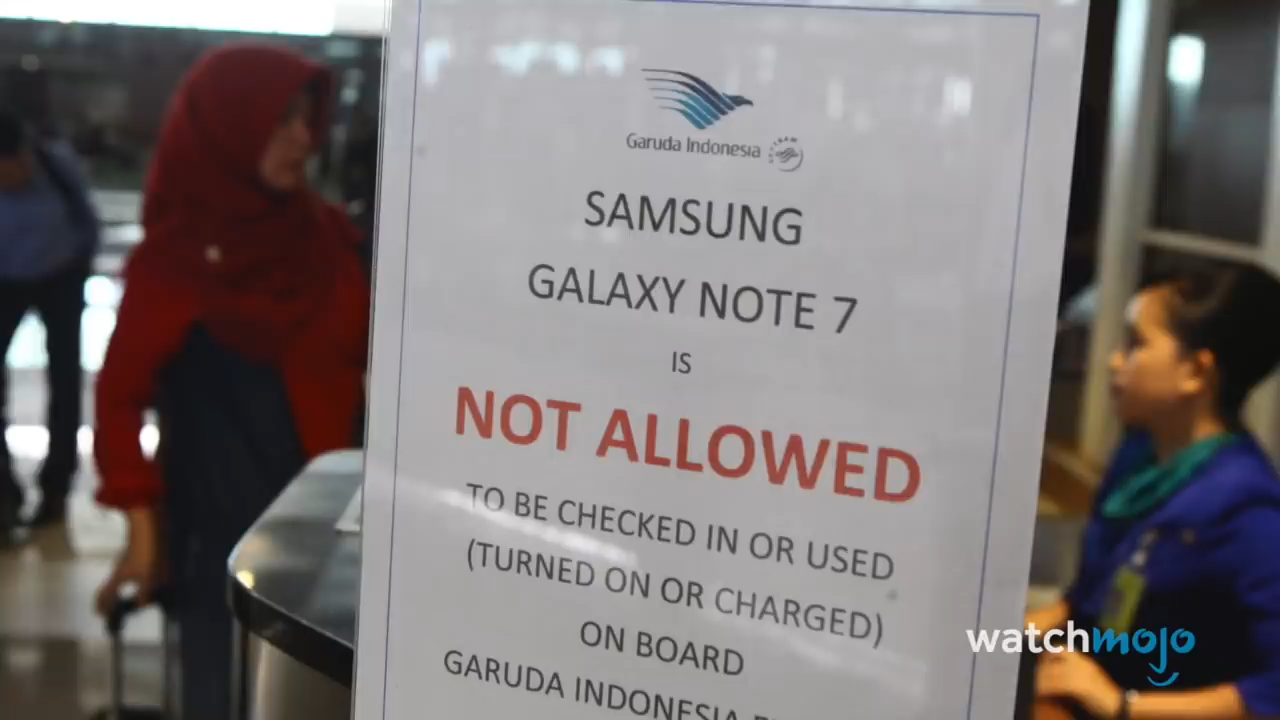 Garuda Indonesia
SAMSUNG
GALAXY NOTE 7
IS
NOT ALLOWED
TO BE CHECKED IN OR USED
(TURNED ON OR CHARGED)
ON BOARD
GARUDA INDONESIA
watchmojo